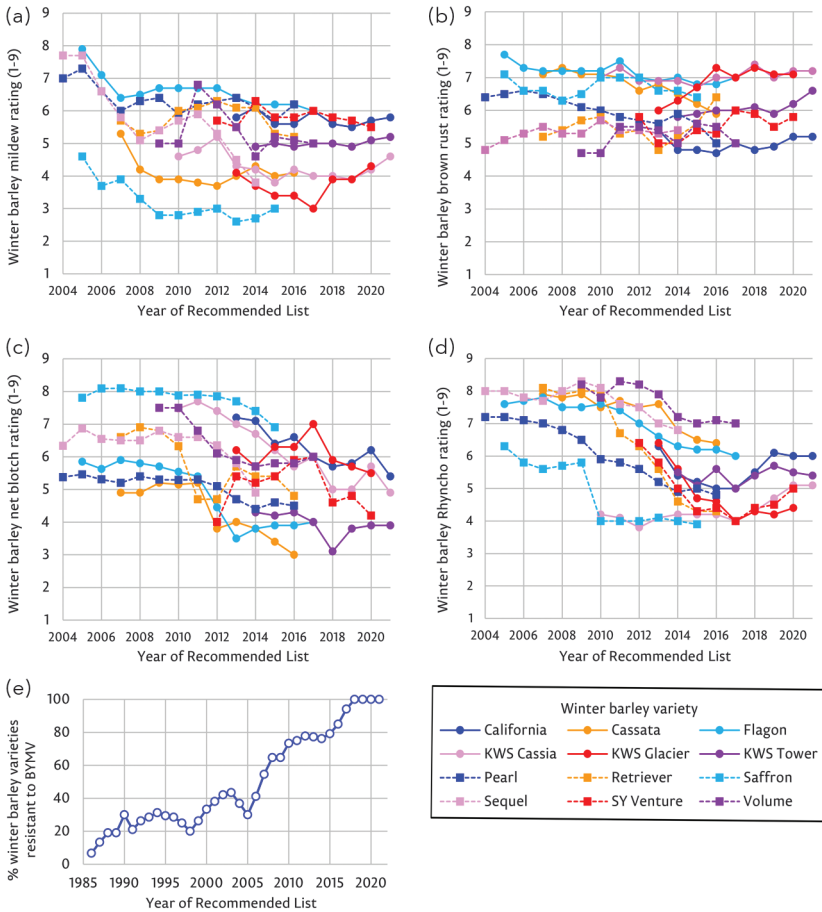 (a)
Winter barley mildew rating (1–9)
9
8
7
6
5
4
3
2
1
2004 2006 2008 2010 2012 2014 2016 2018 2020
Year of Recommended List
(b)
Winter barley brown rust rating (1–9)
9
8
7
6
5
4
3
2
1
2004 2006 2008 2010 2012 2014 2016 2018 2020
Year of Recommended List
(c)
Winter barley net blotch rating (1–9)
9
8
7
6
5
4
3
2
1
2004 2006 2008 2010 2012 2014 2016 2018 2020
Year of Recommended List
(d)
Winter barley Rhyncho rating (1–9)
9
8
7
6
5
4
3
2
1
2004 2006 2008 2010 2012 2014 2016 2018 2020
Year of Recommended List
(e)
% winter barley varieties
resistant to BYMV
100
80
60
40
20
0
1985 1990 1995 2000 2005 2010 2015 2020
Year of Recommended List
Winter barley variety
California Cassata Flagon
KWS Cassia KWS Glacier KWS Tower
Pearl Retriever Saffron
Sequel SY Venture Volume